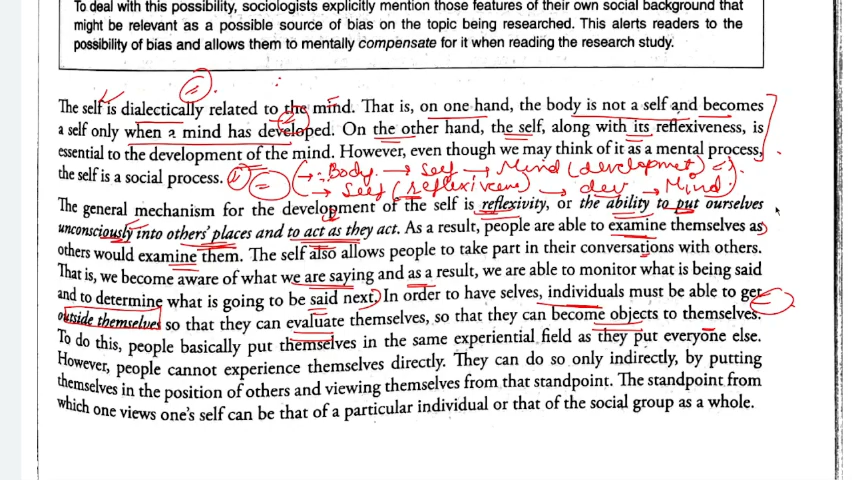 To deal with this possibility, sociologists explicitly mention those features of their own social background that
might be relevant as a possible source of bias on the topic being researched. This alerts readers to the
possibility of bias and allows them to mentally compensate for it when reading the research study.
The self is dialectically related to the mind. That is, on one hand, the body is not a self and becomes
a self only when a mind has developed. On the other hand, the self, along with its reflexiveness, is
essential to the development of the mind. However, even though we may think of it as a mental process,
the self is a social process.
→ Body → Self → Mind (development)
→ Self (reflexiveness) → dev → Mind
The general mechanism for the development of the self is reflexivity, or the ability to put ourselves
unconsciously into others' places and to act as they act. As a result, people are able to examine themselves as
others would examine them. The self also allows people to take part in their conversations with others.
That is, we become aware of what we are saying and as a result, we are able to monitor what is being said
and to determine what is going to be said next. In order to have selves, individuals must be able to get
outside themselves so that they can evaluate themselves, so that they can become objects to themselves.
To do this, people basically put themselves in the same experiential field as they put everyone else.
However, people cannot experience themselves directly. They can do so only indirectly, by putting
themselves in the position of others and viewing themselves from that standpoint. The standpoint from
which one views one's self can be that of a particular individual or that of the social group as a whole.